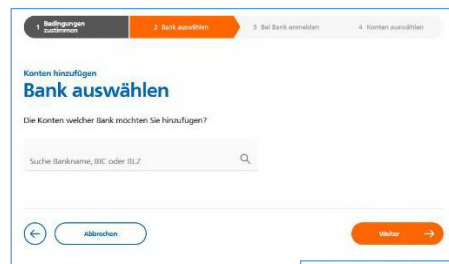 1 Bedingungen
zustimmen
2 Bank auswählen
3 Bei Bank anmelden
4 Konten auswählen
Konten hinzufügen
Bank auswählen
Die Konten welcher Bank möchten Sie hinzufügen?
Suche Bankname, BIC oder BLZ
Abbrechen
Weiter